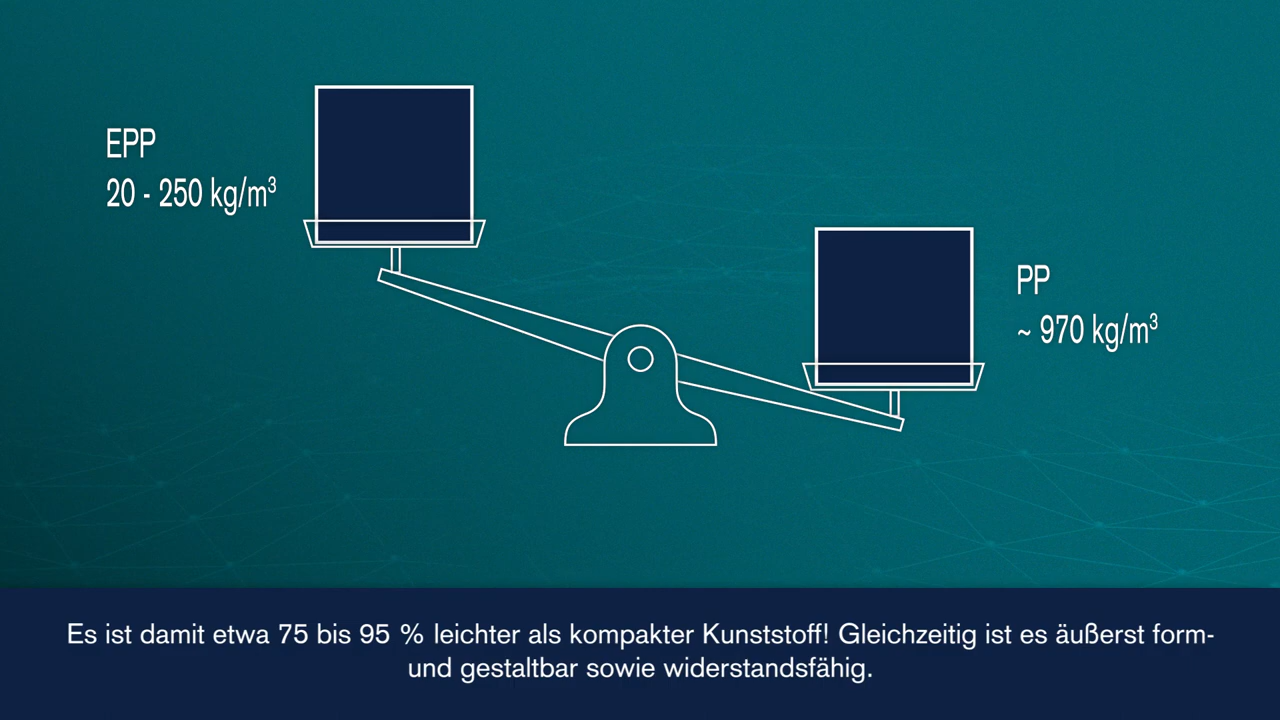 EPP
20 - 250 kg/m³
PP
~ 970 kg/m³
Es ist damit etwa 75 bis 95 % leichter als kompakter Kunststoff! Gleichzeitig ist es äußerst form-
und gestaltbar sowie widerstandsfähig.